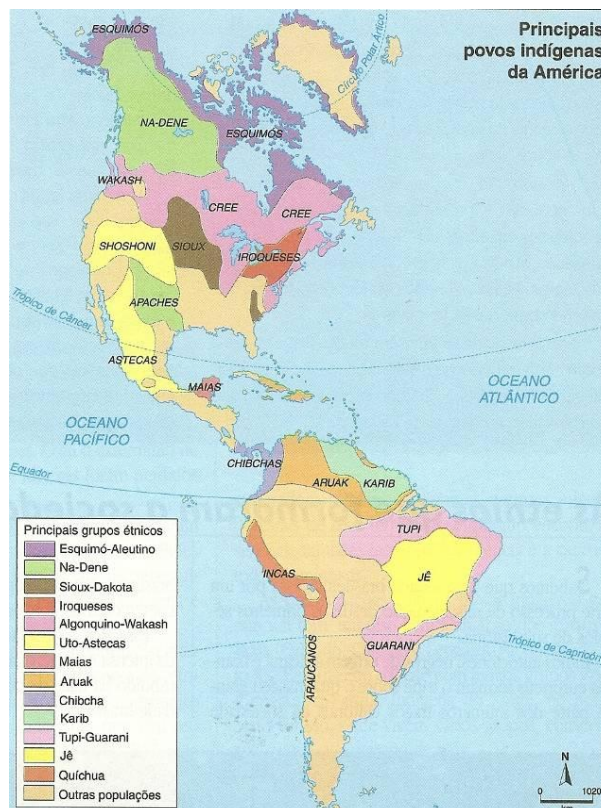 Principais
povos indígenas
da América
ESQUIMÓS
Círculo Polar Ártico
NA-DENE
ESQUIMÓS
WAKASH
CREE
CREE
SHOSHONI
SIOUX
IROQUESES
APACHES
Trópico de Câncer
ASTECAS
MAIAS
OCEANO
ATLÂNTICO
OCEANO
PACÍFICO
CHIBCHAS
Equador
ARUAK
KARIB
TUPI
INCAS
JÊ
GUARANI
Trópico de Capricórn
ARAUCANOS
Principais grupos étnicos
Esquimó-Aleutino
Na-Dene
Sioux-Dakota
Iroqueses
Algonquino-Wakash
Uto-Astecas
Maias
Aruak
Chibcha
Karib
Tupi-Guarani
Jê
Quíchua
Outras populações
N
0 1020
km